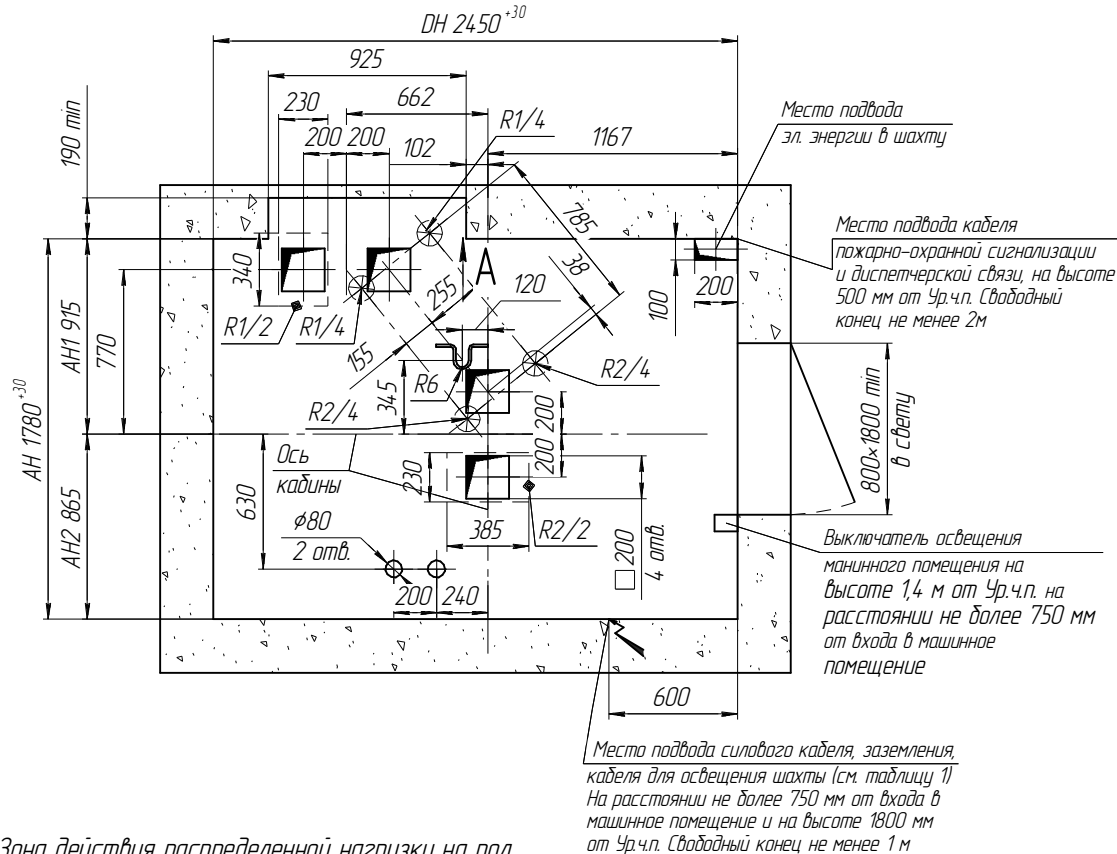 DH 2450 +30
925
662
230
R1/4
1167
200 200
102
190 min
Место подвода
эл. энергии в шахту
785
38
Место подвода кабеля
пожарно-охранной сигнализации
и диспетчерской связи, на высоте
500 мм от Ур.ч.п. Свободный
конец не менее 2м
A
340
255
120
100
200
R1/2
R1/4
AH1 915
770
155
R6
345
R2/4
R2/4
AH 1780 +30
200 200
800×1800 min
в свету
Ось
кабины
230
630
AH2 865
ϕ80
2 отв.
385
R2/2
□200
4 отв.
200
240
Выключатель освещения
манинного помещения на
высоте 1,4 м от Ур.ч.п. на
расстоянии не более 750 мм
от входа в машинное
помещение
600
Место подвода силового кабеля, заземления,
кабеля для освещения шахты (см. таблицу 1)
На расстоянии не более 750 мм от входа в
машинное помещение и на высоте 1800 мм
от Ур.ч.п. Свободный конец не менее 1 м
Зона действия распределенной нагрузки на пол